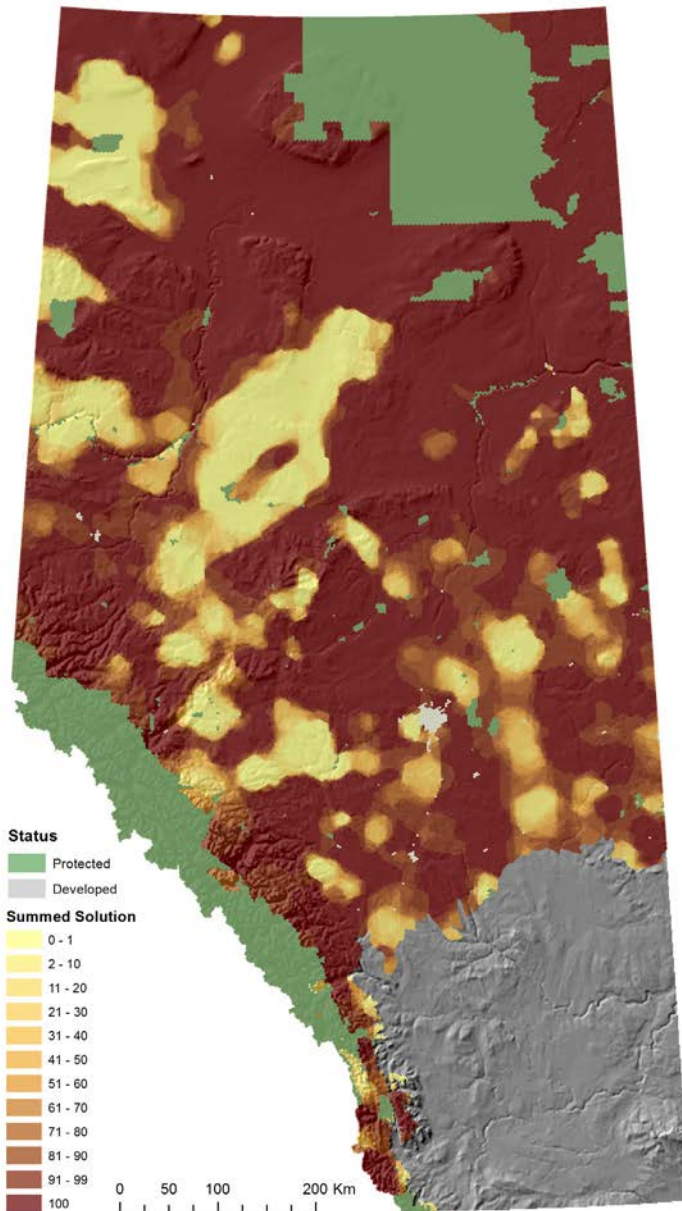 Status
Protected
Developed
Summed Solution
0 - 1
2 - 10
11 - 20
21 - 30
31 - 40
41 - 50
51 - 60
61 - 70
71 - 80
81 - 90
91 - 99
100
0 50 100 200 Km